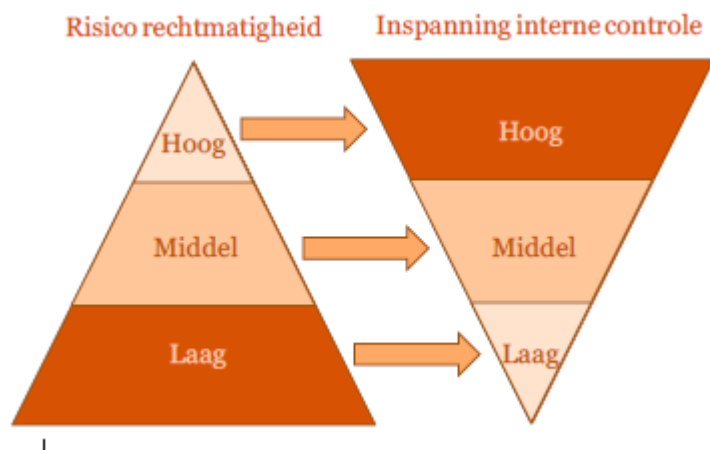 Risico rechtmatigheid
Inspanning interne controle
Hoog
Hoog
Middel
Middel
Laag
Laag